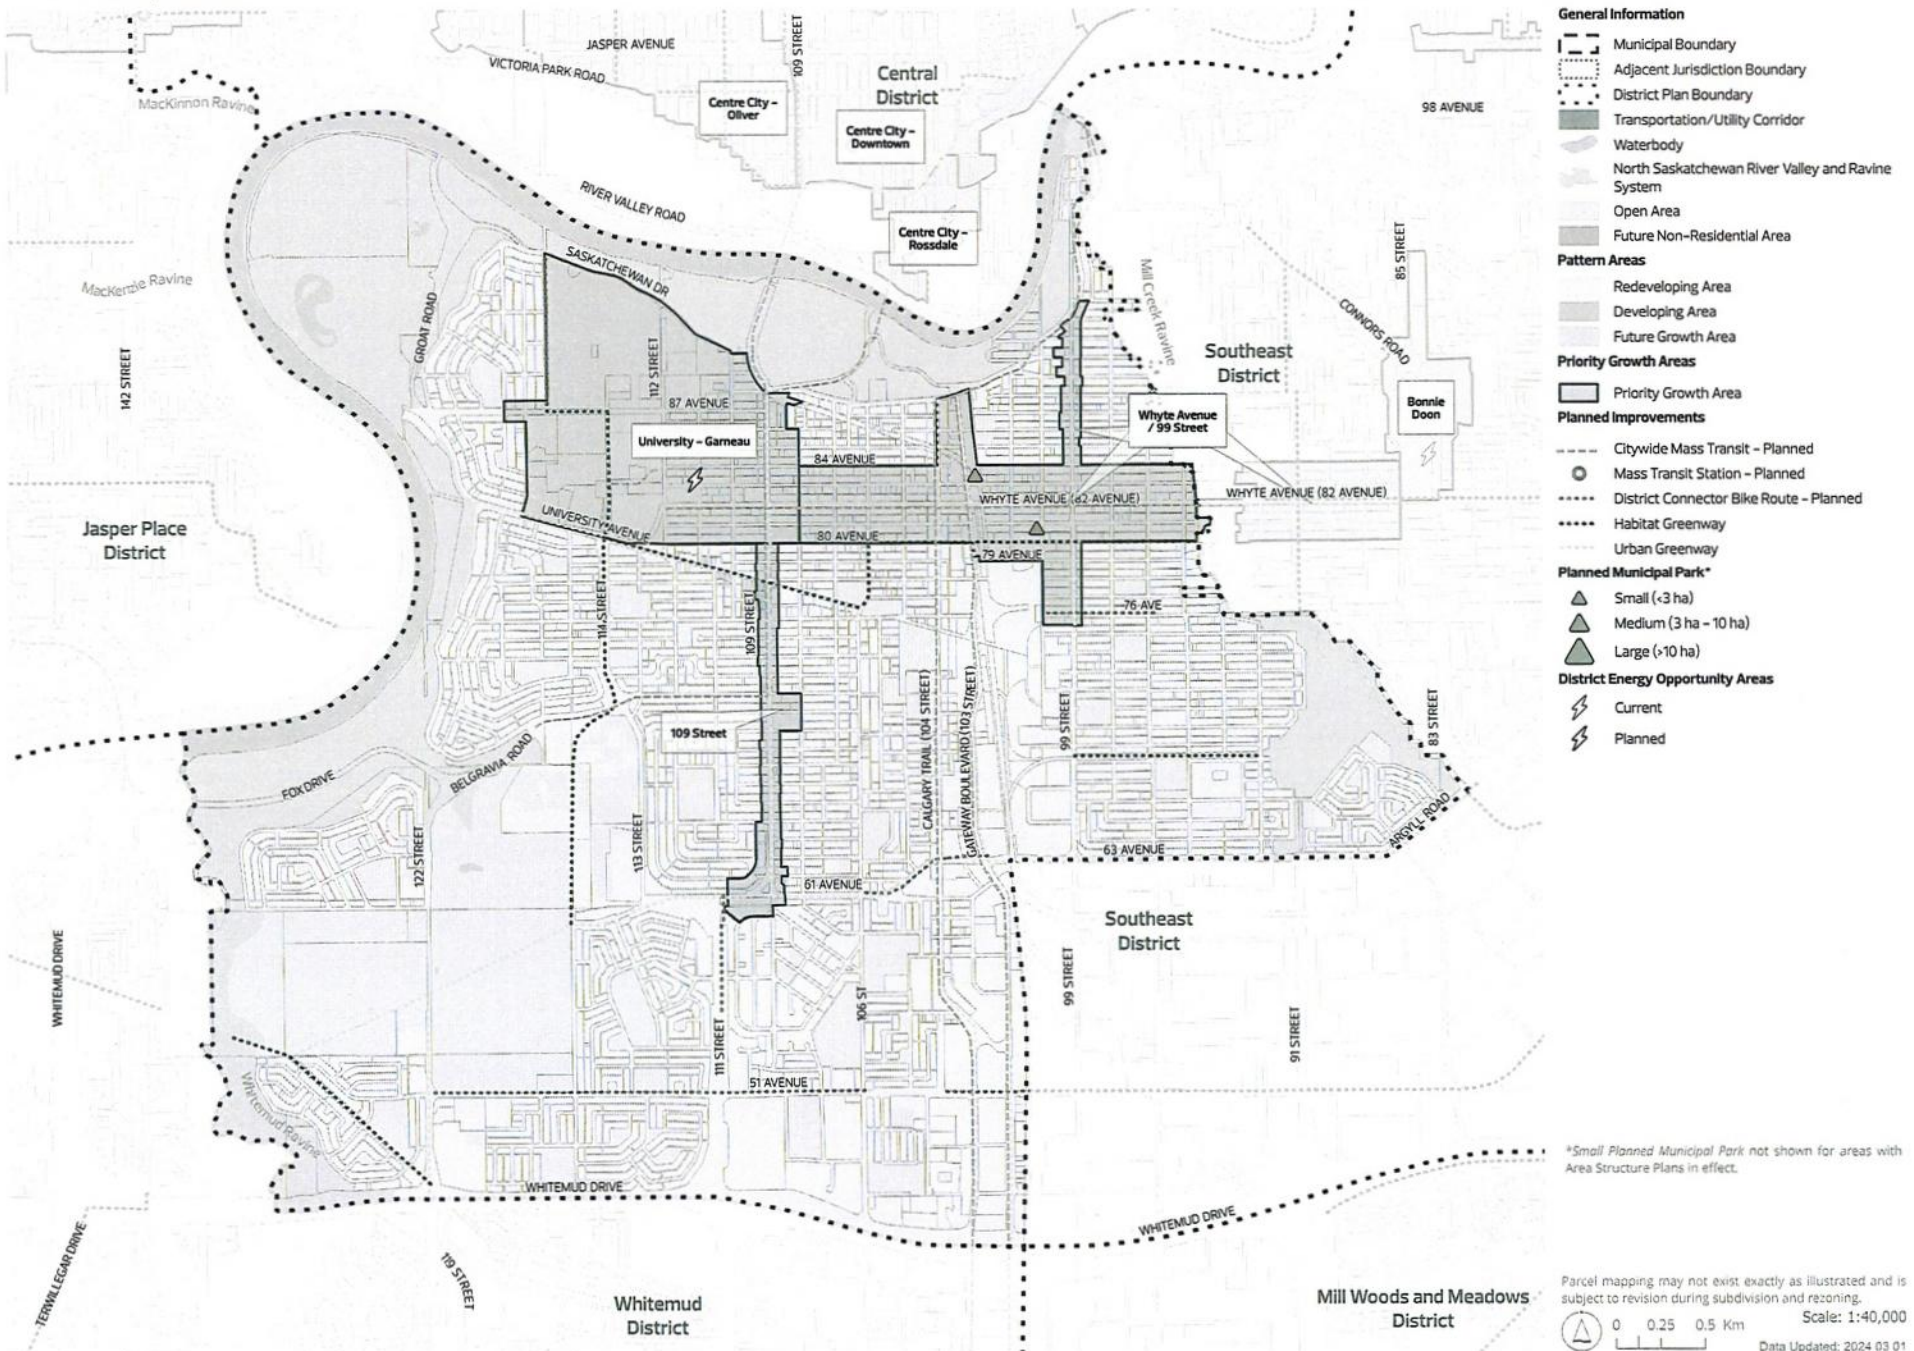 JASPER AVENUE
VICTORIA PARK ROAD
109 STREET
Central
District
MacKinnon Ravine
Centre City –
Oliver
Centre City –
Downtown
98 AVENUE
RIVER VALLEY ROAD
Centre City –
Rossdale
85 STREET
SASKATCHEWAN DR
MacKenzie Ravine
Mill Creek Ravine
GROAT ROAD
CONNORS ROAD
142 STREET
112 STREET
Southeast
District
87 AVENUE
Whyte Avenue
/ 99 Street
Bonnie
Doon
University – Garneau
84 AVENUE
WHYTE AVENUE (82 AVENUE)
WHYTE AVENUE (82 AVENUE)
Jasper Place
District
UNIVERSITY AVENUE
80 AVENUE
79 AVENUE
76 AVE
114 STREET
109 STREET
CALGARY TRAIL (104 STREET)
GATEWAY BOULEVARD (103 STREET)
99 STREET
83 STREET
109 Street
BELGRAVIA ROAD
FOX DRIVE
122 STREET
113 STREET
ARGYLL ROAD
63 AVENUE
61 AVENUE
Southeast
District
WHITEMUD DRIVE
99 STREET
106 ST
91 STREET
111 STREET
51 AVENUE
Whitemud Ravine
WHITEMUD DRIVE
WHITEMUD DRIVE
TERWILLEGAR DRIVE
119 STREET
Whitemud
District
Mill Woods and Meadows
District
General Information
Municipal Boundary
Adjacent Jurisdiction Boundary
District Plan Boundary
Transportation/Utility Corridor
Waterbody
North Saskatchewan River Valley and Ravine
System
Open Area
Future Non-Residential Area
Pattern Areas
Redeveloping Area
Developing Area
Future Growth Area
Priority Growth Areas
Priority Growth Area
Planned Improvements
Citywide Mass Transit – Planned
Mass Transit Station – Planned
District Connector Bike Route – Planned
Habitat Greenway
Urban Greenway
Planned Municipal Park*
Small (<3 ha)
Medium (3 ha – 10 ha)
Large (>10 ha)
District Energy Opportunity Areas
Current
Planned
*Small Planned Municipal Park not shown for areas with
Area Structure Plans in effect.
Parcel mapping may not exist exactly as illustrated and is
subject to revision during subdivision and rezoning.
Scale: 1:40,000
0 0.25 0.5 Km
Data Updated: 2024 03 01